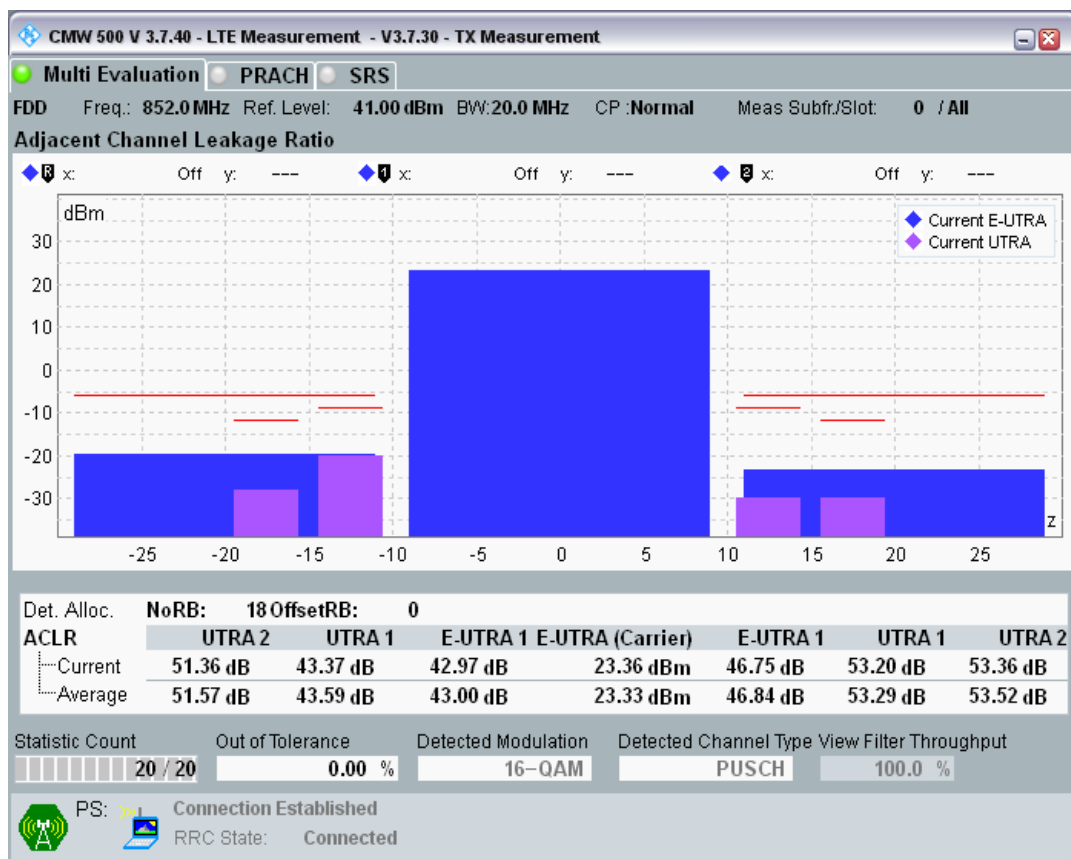 CMW 500 V 3.7.40 - LTE Measurement - V3.7.30 - TX Measurement
Multi Evaluation PRACH SRS
FDD Freq.: 852.0 MHz Ref. Level: 41.00 dBm BW:20.0 MHz CP :Normal Meas Subfr./Slot: 0 / All
Adjacent Channel Leakage Ratio
R x: Off y: --- 1 x: Off y: --- 2 x: Off y: ---
dBm
Current E-UTRA
Current UTRA
30
20
10
0
-10
-20
-30
z
-25 -20 -15 -10 -5 0 5 10 15 20 25
Det. Alloc. NoRB: 18 OffsetRB: 0
ACLR UTRA 2 UTRA 1 E-UTRA 1 E-UTRA (Carrier) E-UTRA 1 UTRA 1 UTRA 2
Current 51.36 dB 43.37 dB 42.97 dB 23.36 dBm 46.75 dB 53.20 dB 53.36 dB
Average 51.57 dB 43.59 dB 43.00 dB 23.33 dBm 46.84 dB 53.29 dB 53.52 dB
Statistic Count Out of Tolerance Detected Modulation Detected Channel Type View Filter Throughput
20 / 20 0.00 % 16-QAM PUSCH 100.0 %
PS: Connection Established
RRC State: Connected